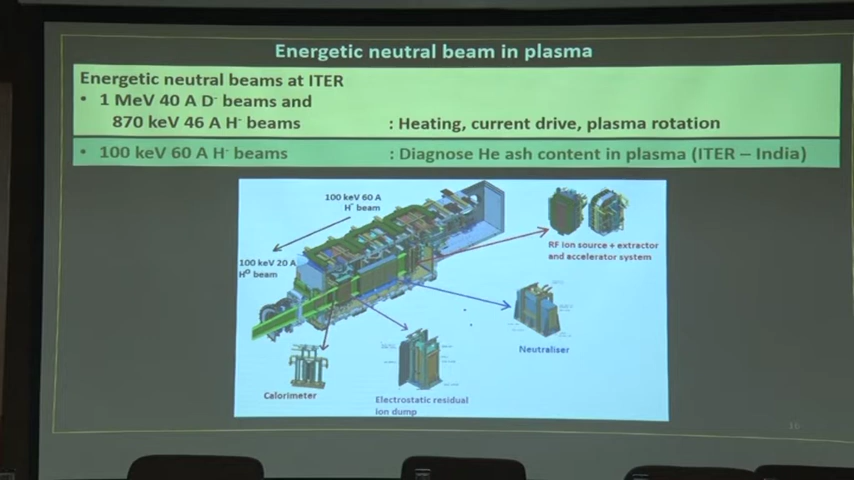 Energetic neutral beam in plasma
Energetic neutral beams at ITER
• 1 MeV 40 A D⁻ beams and
870 keV 46 A H⁻ beams : Heating, current drive, plasma rotation
• 100 keV 60 A H⁻ beams : Diagnose He ash content in plasma (ITER – India)
100 keV 60 A
H⁻ beam
100 keV 20 A
H⁰ beam
RF ion source + extractor
and accelerator system
Neutraliser
Calorimeter
Electrostatic residual
ion dump
16